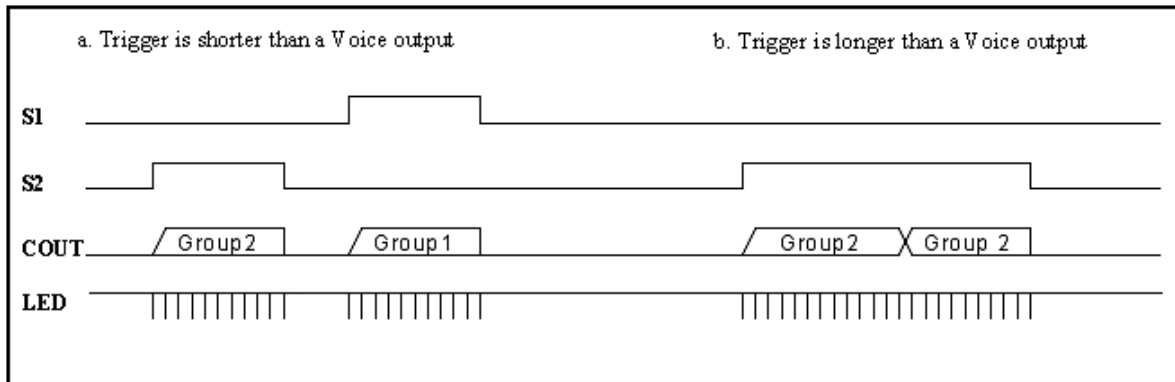 a. Trigger is shorter than a Voice output
b. Trigger is longer than a Voice output
S1
S2
COUT
Group2
Group1
Group2
Group 2
LED